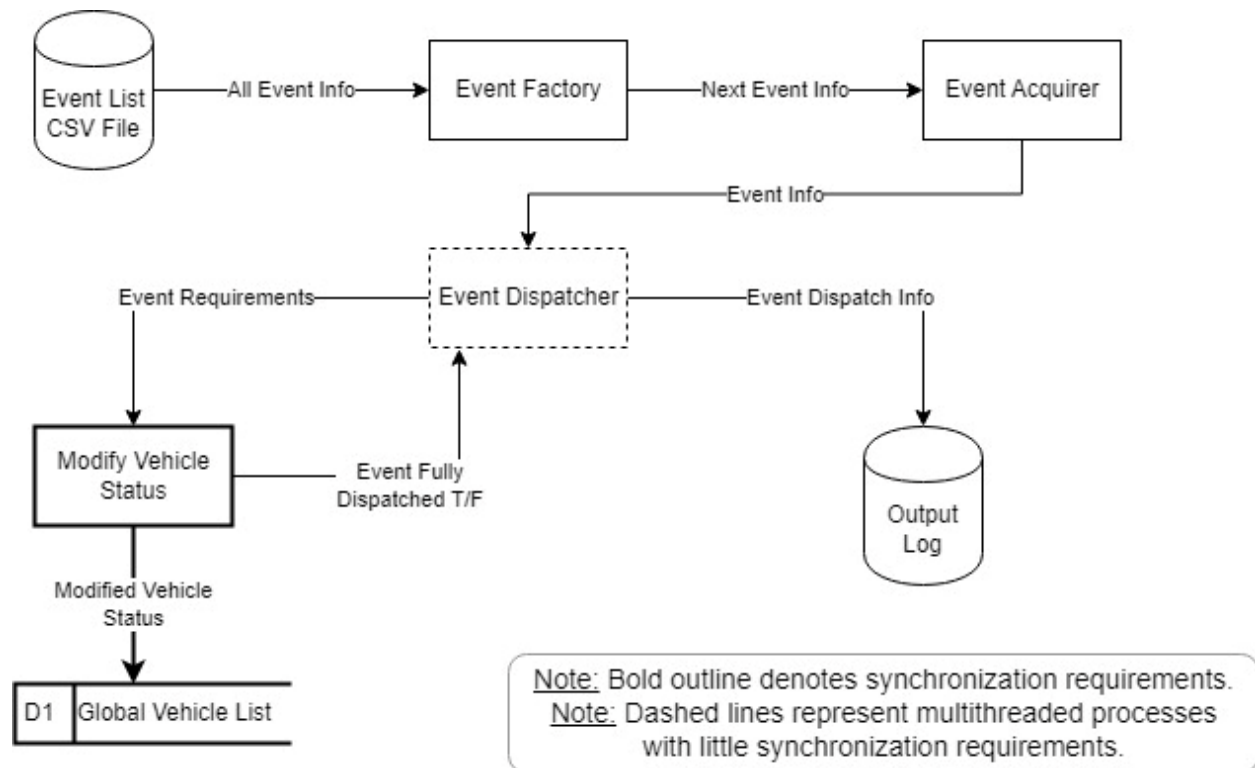 Event List
CSV File
All Event Info
Event Factory
Next Event Info
Event Acquirer
Event Info
Event Requirements
Event Dispatcher
Event Dispatch Info
Modify Vehicle
Status
Event Fully
Dispatched T/F
Output
Log
Modified Vehicle
Status
D1 Global Vehicle List
Note: Bold outline denotes synchronization requirements.
Note: Dashed lines represent multithreaded processes
with little synchronization requirements.